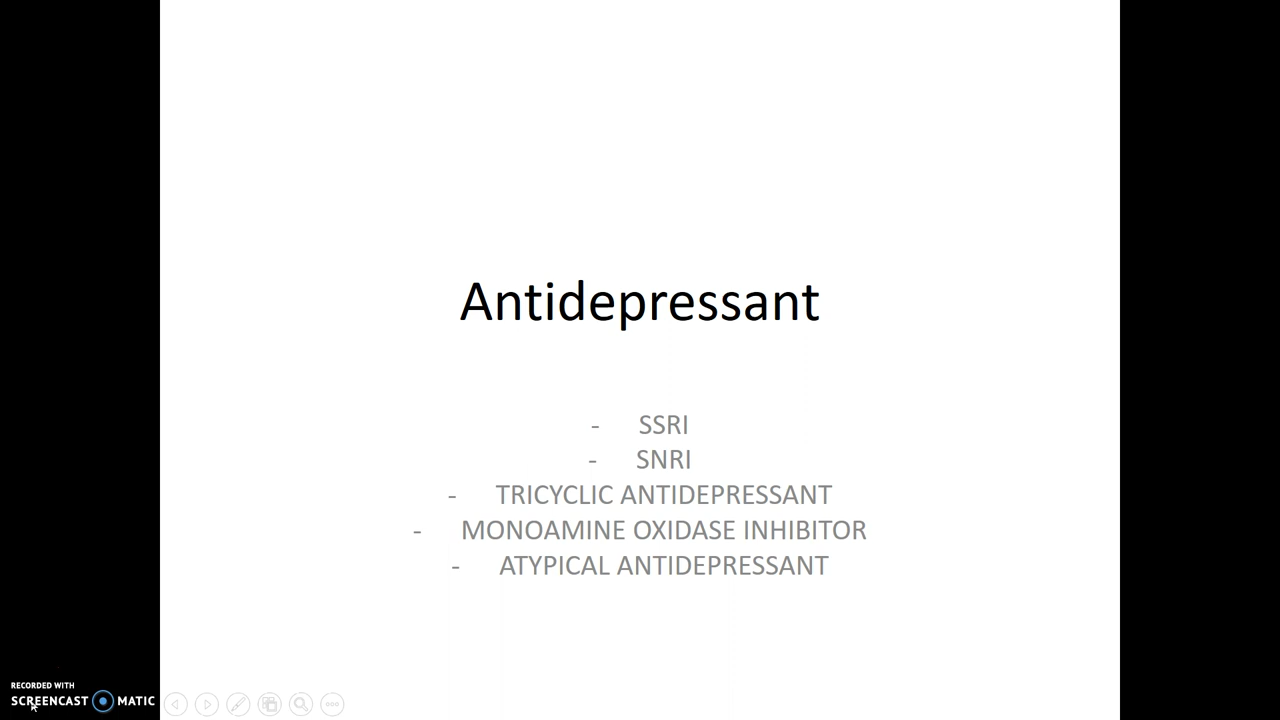 Antidepressant
- SSRI
- SNRI
- TRICYCLIC ANTIDEPRESSANT
- MONOAMINE OXIDASE INHIBITOR
- ATYPICAL ANTIDEPRESSANT
RECORDED WITH
SCREENCAST MATIC